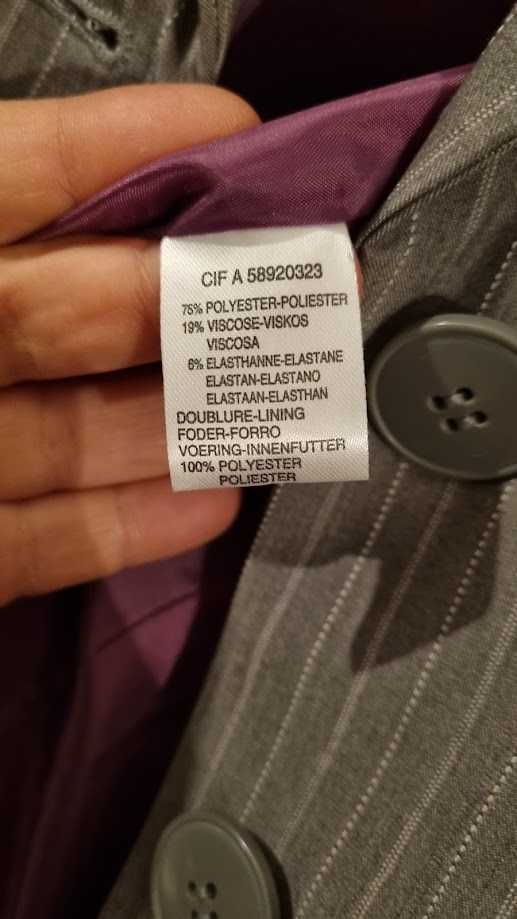 CIF A 58920323
75% POLYESTER-POLIESTER
19% VISCOSE-VISKOS
VISCOSA
6% ELASTHANNE-ELASTANE
ELASTAN-ELASTANO
ELASTAAN-ELASTHAN
DOUBLURE-LINING
FODER-FORRO
VOERING-INNENFUTTER
100% POLYESTER
POLIESTER